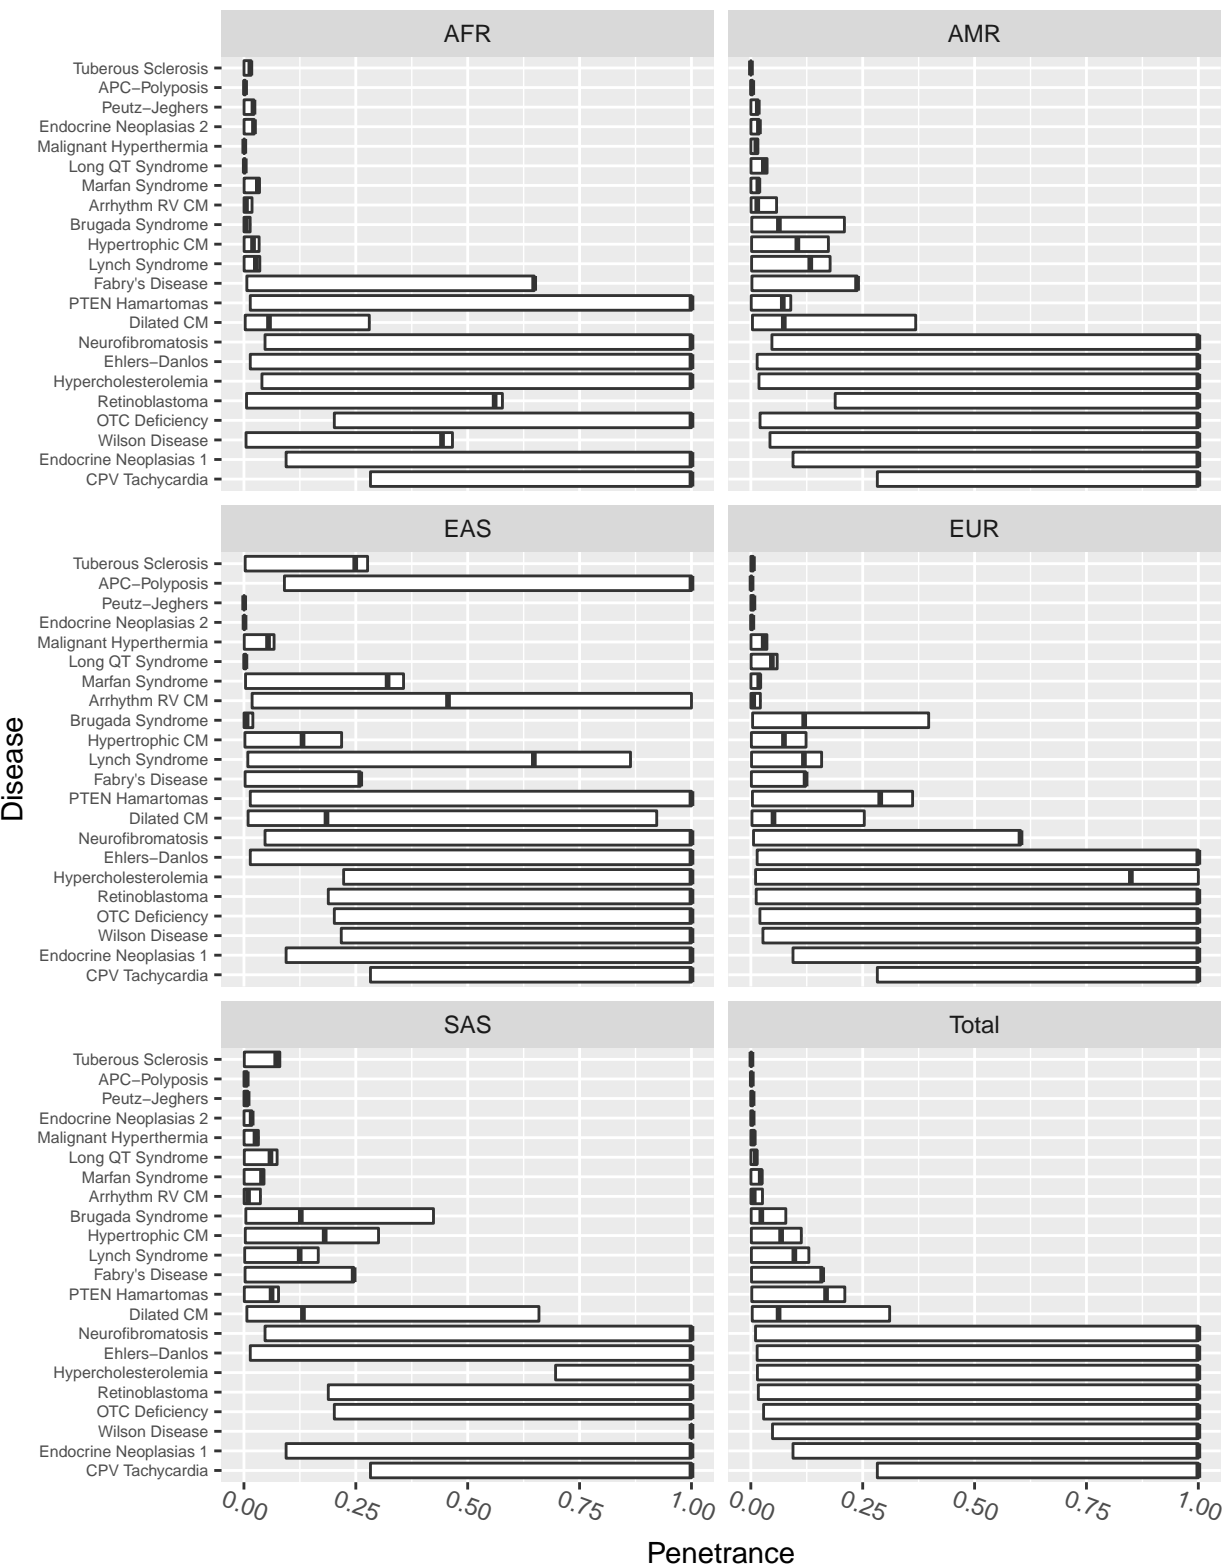 AFR
AMR
Tuberous Sclerosis
APC−Polyposis
Peutz−Jeghers
Endocrine Neoplasias 2
Malignant Hyperthermia
Long QT Syndrome
Marfan Syndrome
Arrhythm RV CM
Brugada Syndrome
Hypertrophic CM
Lynch Syndrome
Fabry's Disease
PTEN Hamartomas
Dilated CM
Neurofibromatosis
Ehlers−Danlos
Hypercholesterolemia
Retinoblastoma
OTC Deficiency
Wilson Disease
Endocrine Neoplasias 1
CPV Tachycardia
EAS
EUR
Tuberous Sclerosis
APC−Polyposis
Peutz−Jeghers
Endocrine Neoplasias 2
Malignant Hyperthermia
Long QT Syndrome
Marfan Syndrome
Arrhythm RV CM
Brugada Syndrome
Hypertrophic CM
Lynch Syndrome
Fabry's Disease
PTEN Hamartomas
Dilated CM
Neurofibromatosis
Ehlers−Danlos
Hypercholesterolemia
Retinoblastoma
OTC Deficiency
Wilson Disease
Endocrine Neoplasias 1
CPV Tachycardia
Disease
SAS
Total
Tuberous Sclerosis
APC−Polyposis
Peutz−Jeghers
Endocrine Neoplasias 2
Malignant Hyperthermia
Long QT Syndrome
Marfan Syndrome
Arrhythm RV CM
Brugada Syndrome
Hypertrophic CM
Lynch Syndrome
Fabry's Disease
PTEN Hamartomas
Dilated CM
Neurofibromatosis
Ehlers−Danlos
Hypercholesterolemia
Retinoblastoma
OTC Deficiency
Wilson Disease
Endocrine Neoplasias 1
CPV Tachycardia
0.00 0.25 0.50 0.75 1.00
0.00 0.25 0.50 0.75 1.00
Penetrance